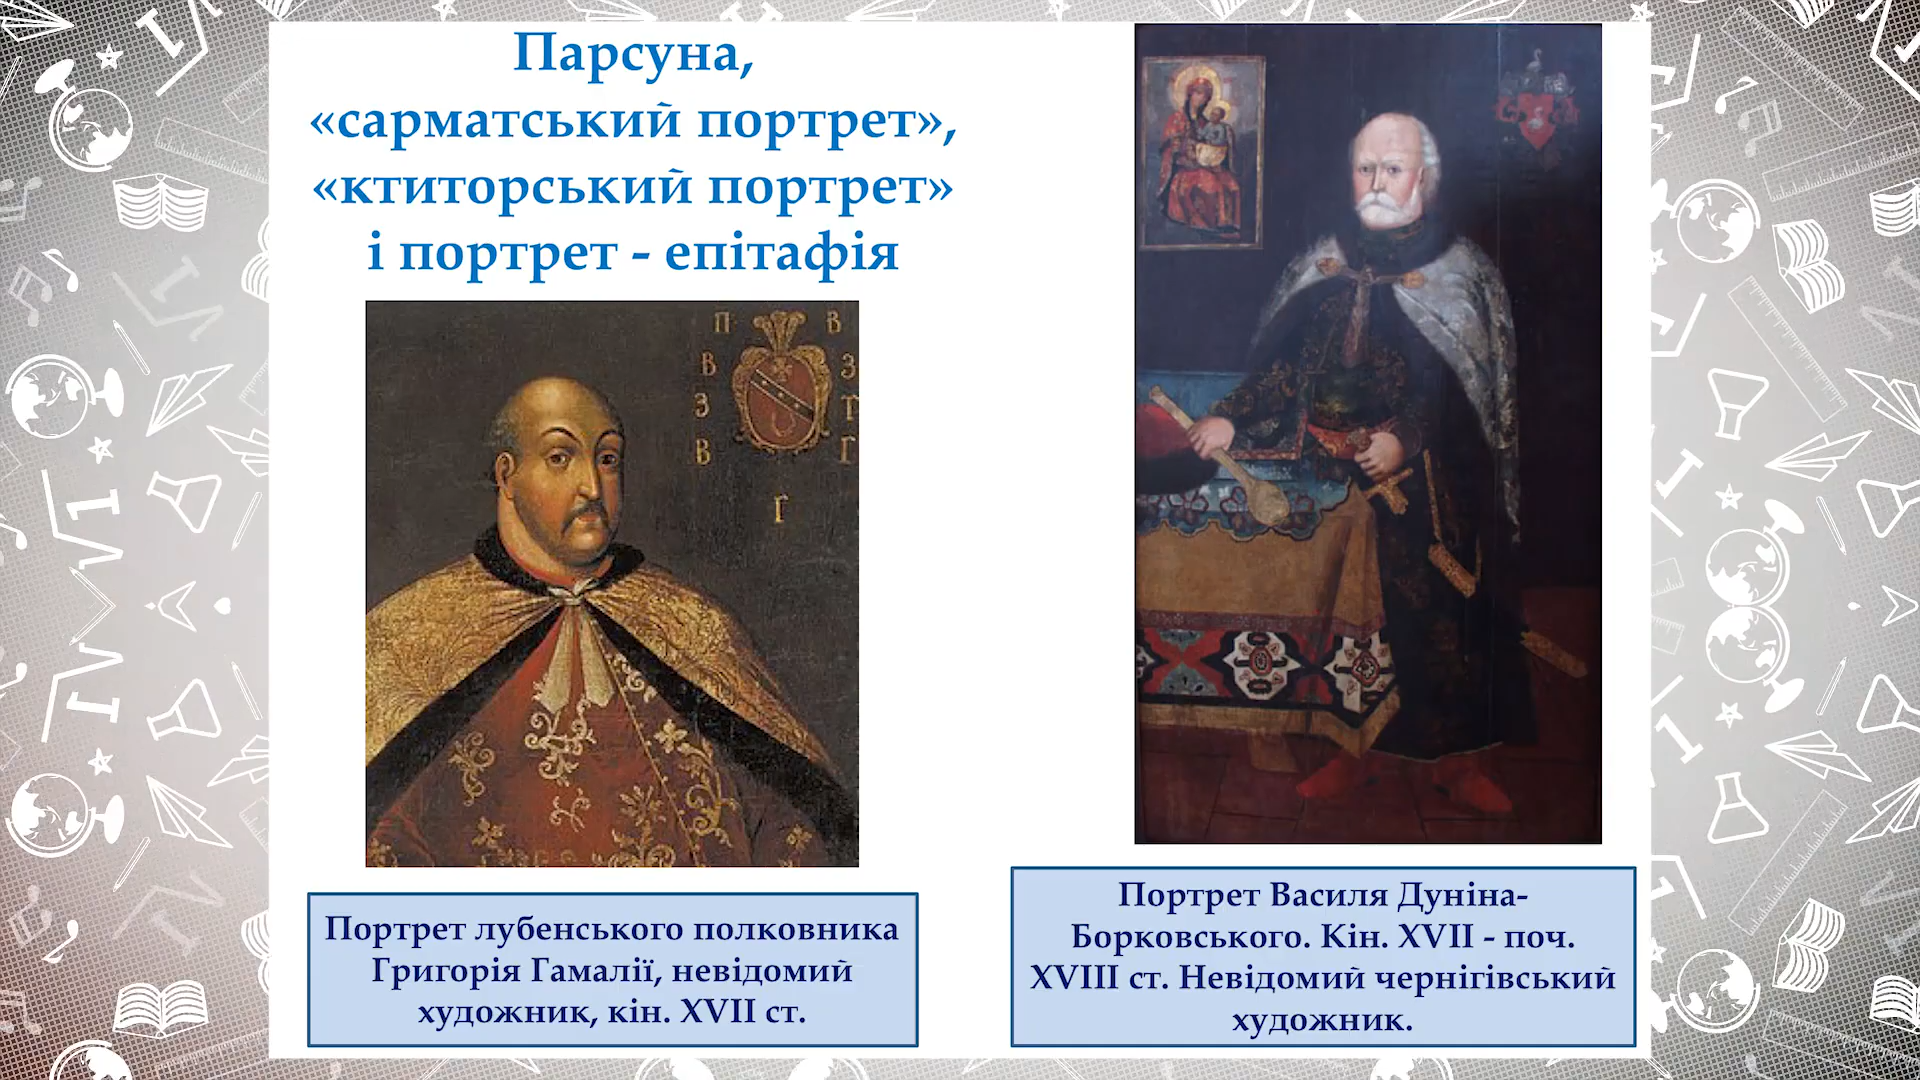 Парсуна,
«сарматський портрет»,
«ктиторський портрет»
і портрет - епітафія
П В
В З
З Г
В Г
Г
Портрет лубенського полковника
Григорія Гамалії, невідомий
художник, кін. XVII ст.
Портрет Василя Дуніна-
Борковського. Кін. XVII - поч.
XVIII ст. Невідомий чернігівський
художник.